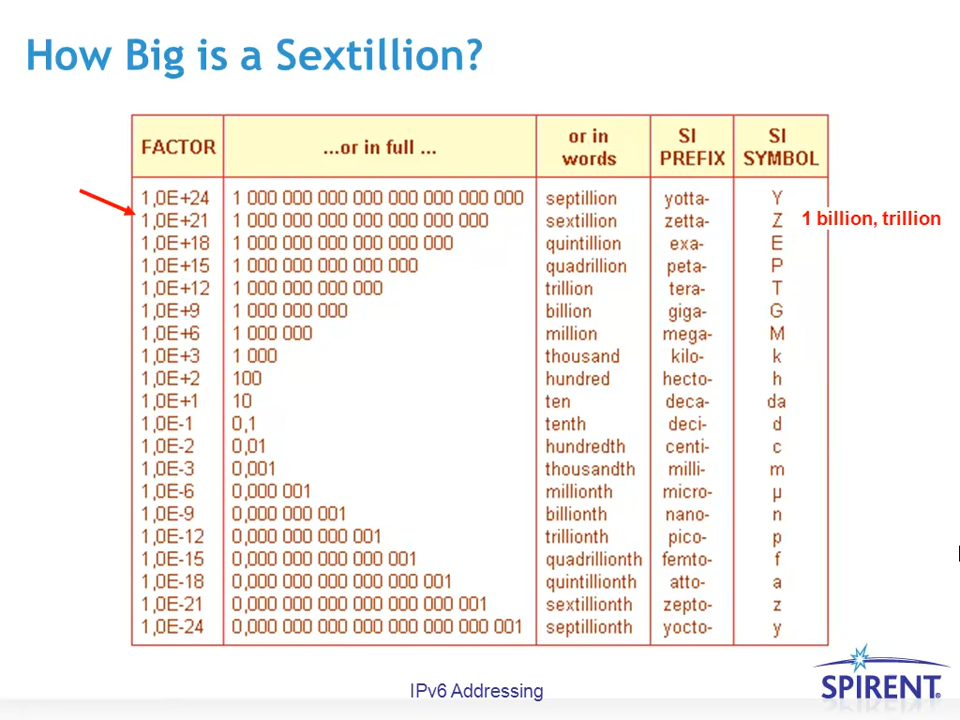 How Big is a Sextillion?
FACTOR ...or in full ... or in words SI PREFIX SI SYMBOL
1,0E+24 1 000 000 000 000 000 000 000 000 septillion yotta- Y
1,0E+21 1 000 000 000 000 000 000 000 sextillion zetta- Z 1 billion, trillion
1,0E+18 1 000 000 000 000 000 000 quintillion exa- E
1,0E+15 1 000 000 000 000 000 quadrillion peta- P
1,0E+12 1 000 000 000 000 trillion tera- T
1,0E+9 1 000 000 000 billion giga- G
1,0E+6 1 000 000 million mega- M
1,0E+3 1 000 thousand kilo- k
1,0E+2 100 hundred hecto- h
1,0E+1 10 ten deca- da
1,0E-1 0,1 tenth deci- d
1,0E-2 0,01 hundredth centi- c
1,0E-3 0,001 thousandth milli- m
1,0E-6 0,000 001 millionth micro- µ
1,0E-9 0,000 000 001 billionth nano- n
1,0E-12 0,000 000 000 001 trillionth pico- p
1,0E-15 0,000 000 000 000 001 quadrillionth femto- f
1,0E-18 0,000 000 000 000 000 001 quintillionth atto- a
1,0E-21 0,000 000 000 000 000 000 001 sextillionth zepto- z
1,0E-24 0,000 000 000 000 000 000 000 001 septillionth yocto- y
IPv6 Addressing
SPIRENT®